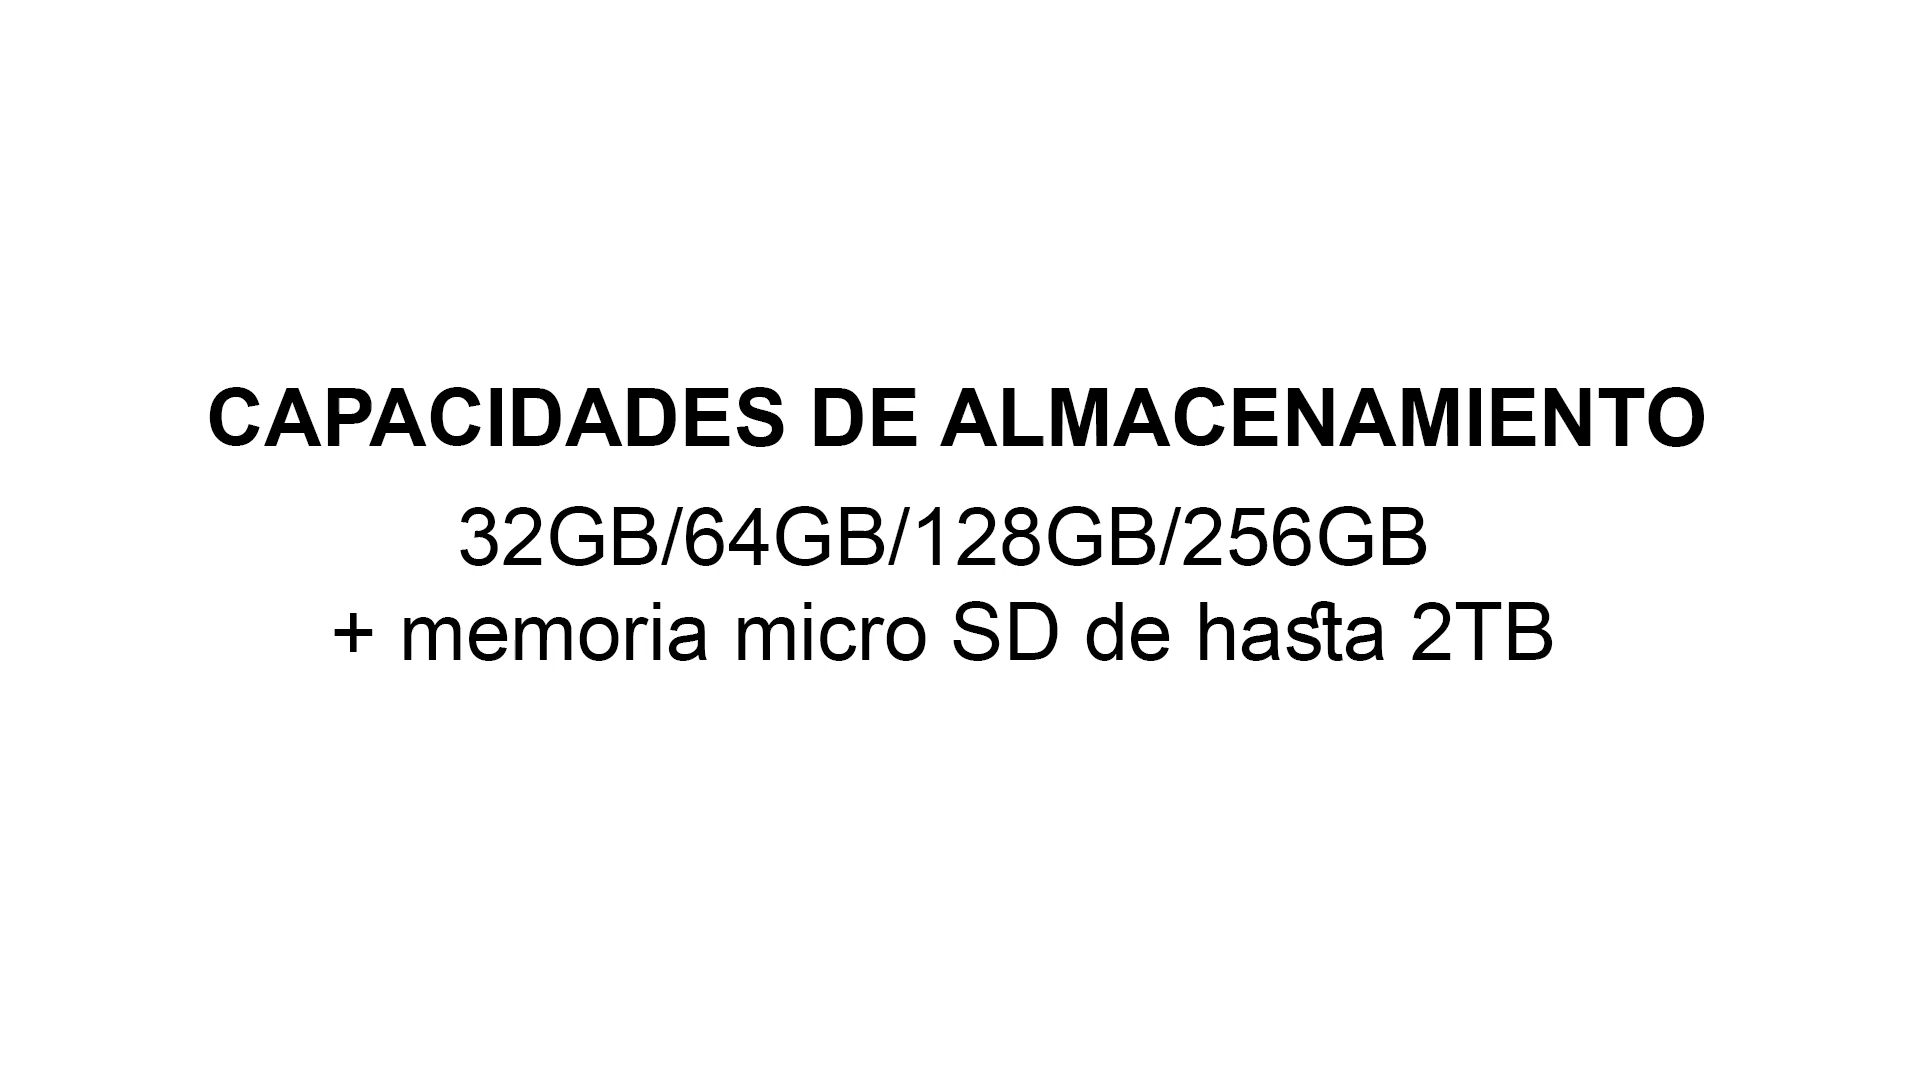 CAPACIDADES DE ALMACENAMIENTO
32GB/64GB/128GB/256GB
+ memoria micro SD de hasta 2TB